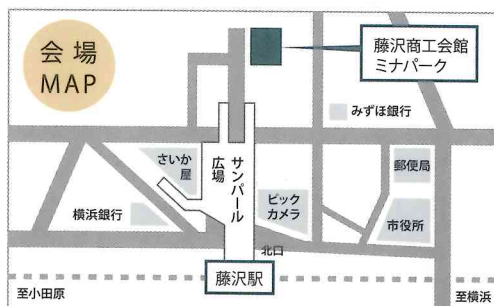 会場
MAP
藤沢商工会館
ミナパーク
みずほ銀行
さいか
屋
サンパール
広場
郵便局
ビック
カメラ
横浜銀行
市役所
北口
藤沢駅
至小田原
至横浜